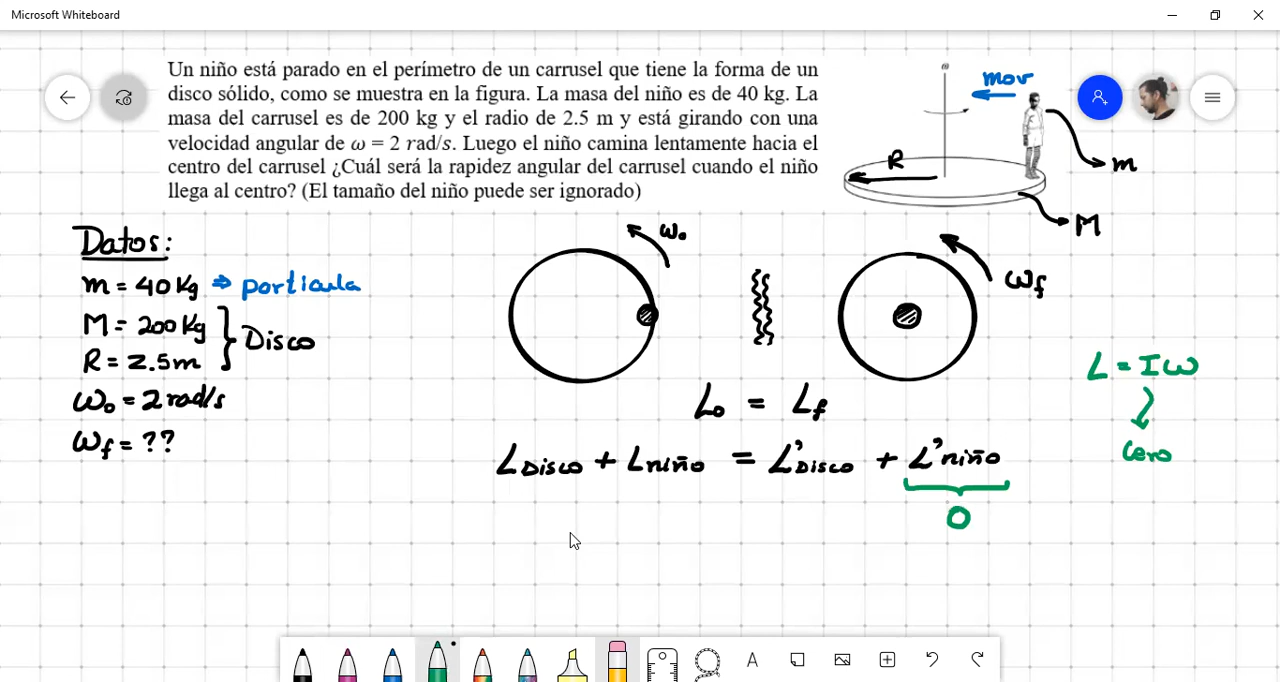 Microsoft Whiteboard
Un niño está parado en el perímetro de un carrusel que tiene la forma de un
disco sólido, como se muestra en la figura. La masa del niño es de 40 kg. La
masa del carrusel es de 200 kg y el radio de 2.5 m y está girando con una
velocidad angular de ω = 2 rad/s. Luego el niño camina lentamente hacia el
centro del carrusel ¿Cuál será la rapidez angular del carrusel cuando el niño
llega al centro? (El tamaño del niño puede ser ignorado)
ω
mov
R
m
M
Datos:
m = 40 Kg ⇒ partícula
M = 200 Kg
R = 2.5m
} Disco
ω₀ = 2 rad/s
ωf = ??
ω₀
ωf
L₀ = Lf
LDisco + Lniño = L'Disco + L'niño
0
L = Iω
Cero
A